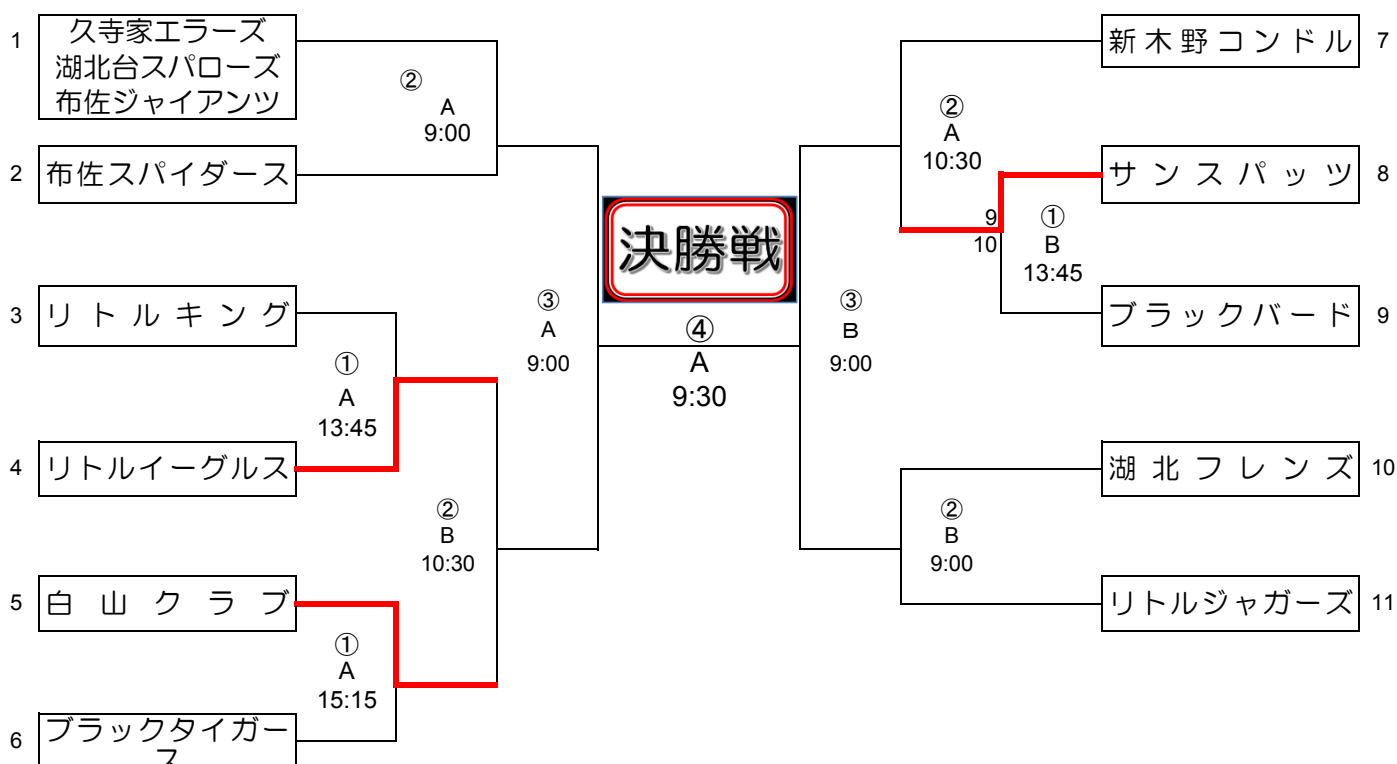 1
久寺家エラーズ
湖北台スパローズ
布佐ジャイアンツ
②
A
9:00
2
布佐スパイダース
3
リトルキング
①
A
13:45
4
リトルイーグルス
②
B
10:30
5
白山クラブ
①
A
15:15
6
ブラックタイガー
ス
③
A
9:00
決勝戦
④
A
9:30
③
B
9:00
新木野コンドル
7
②
A
10:30
サンスパッツ
8
9
10
①
B
13:45
ブラックバード
9
湖北フレンズ
10
②
B
9:00
リトルジャガーズ
11